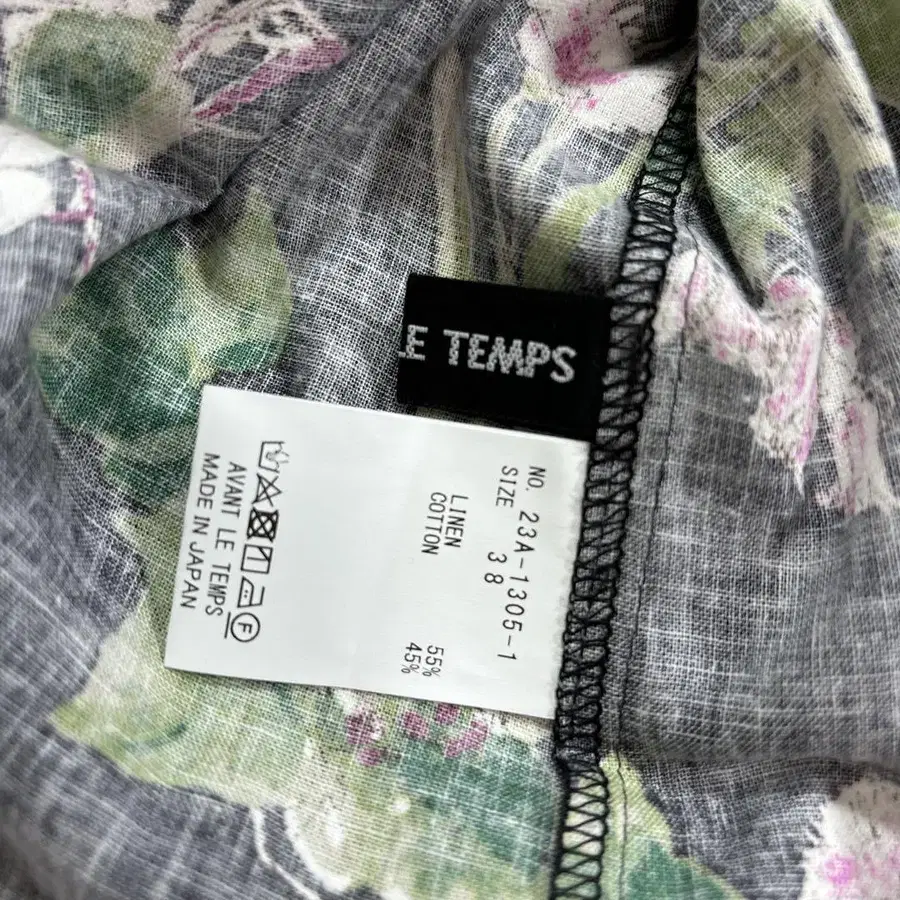 LE TEMPS
NO. 23A-1305-1
SIZE 38
LINEN 55%
COTTON 45%
F
AVANT LE TEMPS
MADE IN JAPAN